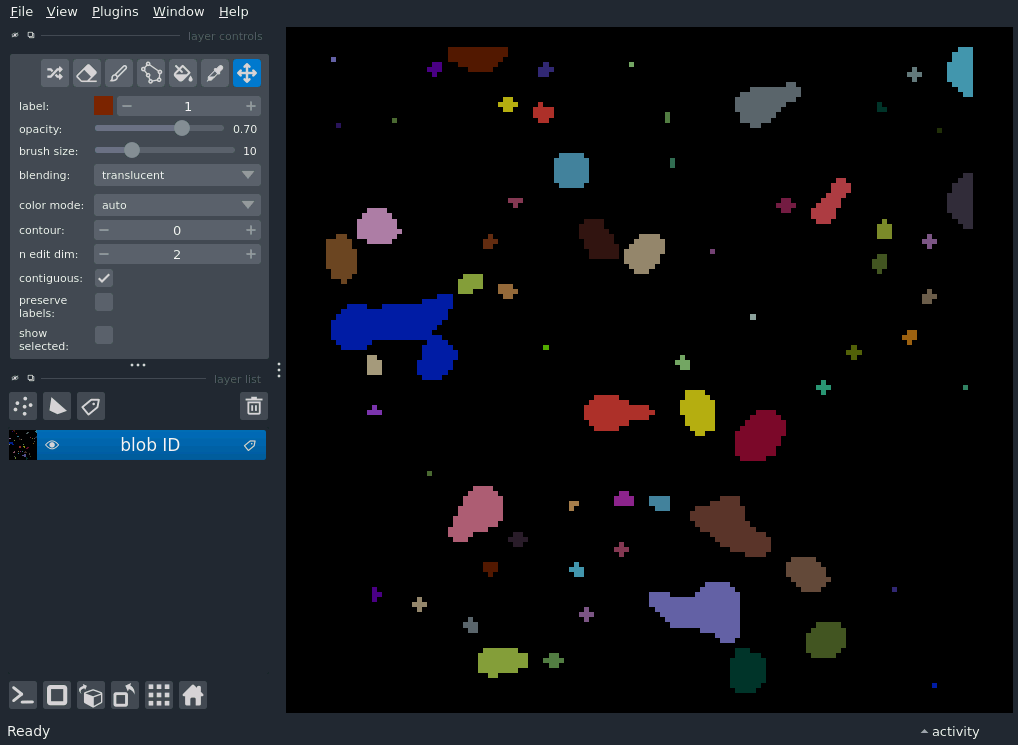 File View Plugins Window Help
layer controls
label: 1
opacity: 0.70
brush size: 10
blending: translucent
color mode: auto
contour: 0
n edit dim: 2
contiguous:
preserve
labels:
show
selected:
layer list
blob ID
Ready
activity